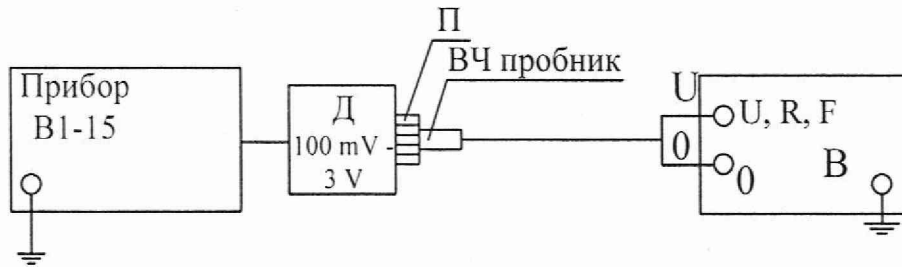 П
ВЧ пробник
Прибор
В1-15
Д
100 mV -
3 V
U
U, R, F
0
0
В